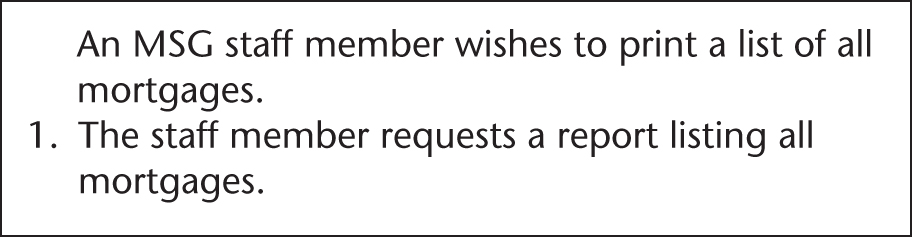 An MSG staff member wishes to print a list of all
mortgages.
1. The staff member requests a report listing all
mortgages.